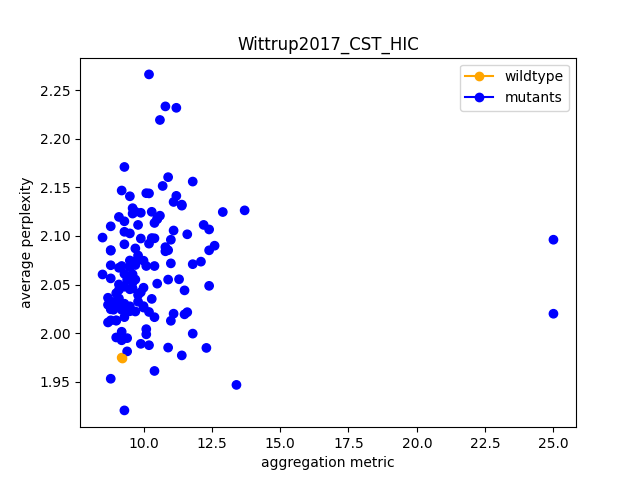 Wittrup2017_CST_HIC
wildtype
mutants
2.25
2.20
2.15
2.10
2.05
2.00
1.95
average perplexity
10.0 12.5 15.0 17.5 20.0 22.5 25.0
aggregation metric